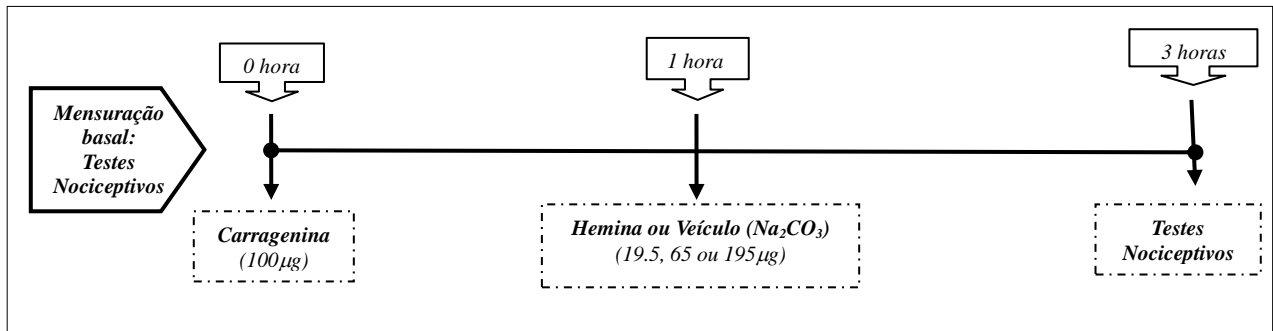 0 hora
1 hora
3 horas
Mensuração
basal:
Testes
Nociceptivos
Carragenina
(100µg)
Hemina ou Veículo (Na₂CO₃)
(19.5, 65 ou 195µg)
Testes
Nociceptivos